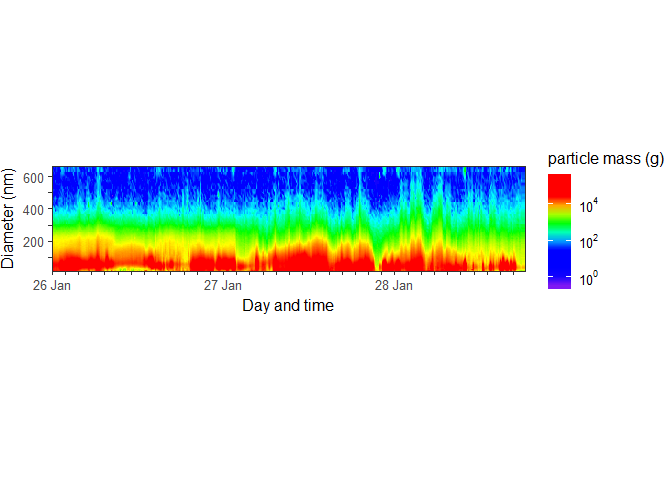 particle mass (g)
10^4
10^2
10^0
Diameter (nm)
600
400
200
26 Jan
27 Jan
28 Jan
Day and time